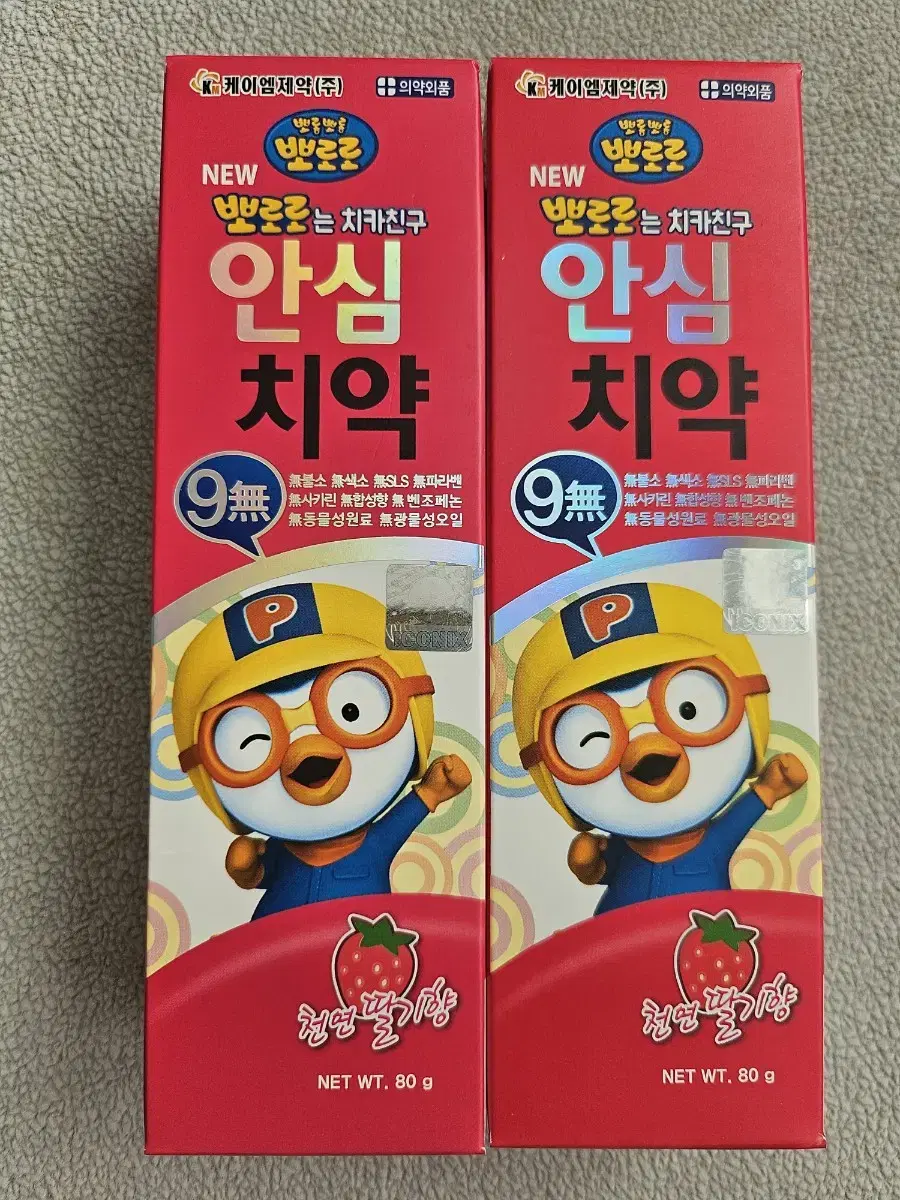 KM 케이엠제약(주)
의약외품
뽀롱뽀롱
뽀로로
NEW
뽀로로는 치카친구
안심
치약
9無
無불소 無색소 無SLS 無파라벤
無사카린 無합성향 無벤조페논
無동물성원료 無광물성오일
P
ICONIX
천연 딸기향
NET WT. 80 g
KM 케이엠제약(주)
의약외품
뽀롱뽀롱
뽀로로
NEW
뽀로로는 치카친구
안심
치약
9無
無불소 無색소 無SLS 無파라벤
無사카린 無합성향 無벤조페논
無동물성원료 無광물성오일
P
ICONIX
천연 딸기향
NET WT. 80 g